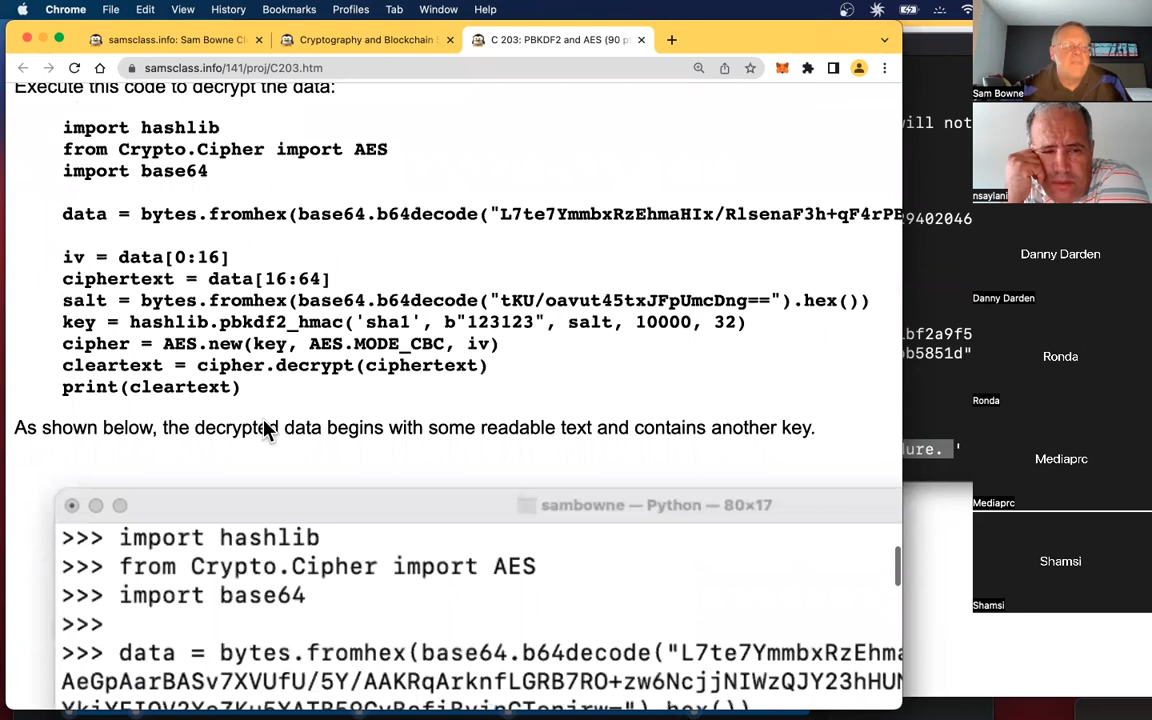 Chrome File Edit View History Bookmarks Profiles Tab Window Help
samsclass.info: Sam Bowne Cl
Cryptography and Blockchain
C 203: PBKDF2 and AES (90 p
samsclass.info/141/proj/C203.htm
Execute this code to decrypt the data:
import hashlib
from Crypto.Cipher import AES
import base64
data = bytes.fromhex(base64.b64decode("L7te7YmmbxRzEhmaHIx/RlsenaF3h+qF4rPE
iv = data[0:16]
ciphertext = data[16:64]
salt = bytes.fromhex(base64.b64decode("tKU/oavut45txJFpUmcDng==").hex())
key = hashlib.pbkdf2_hmac('sha1', b"123123", salt, 10000, 32)
cipher = AES.new(key, AES.MODE_CBC, iv)
cleartext = cipher.decrypt(ciphertext)
print(cleartext)
As shown below, the decrypted data begins with some readable text and contains another key.
sambowne — Python — 80×17
>>> import hashlib
>>> from Crypto.Cipher import AES
>>> import base64
>>>
>>> data = bytes.fromhex(base64.b64decode("L7te7YmmbxRzEhma
AeGpAarBASv7XVUfU/5Y/AAKRqArknfLGRB7RO+zw6NcjjNIWzQJY23hHUN
will not
29402046
bf2a9f5
b5851d"
ure. '
Sam Bowne
nsaylani
Danny Darden
Danny Darden
Ronda
Ronda
Mediaprc
Mediaprc
Shamsi
Shamsi